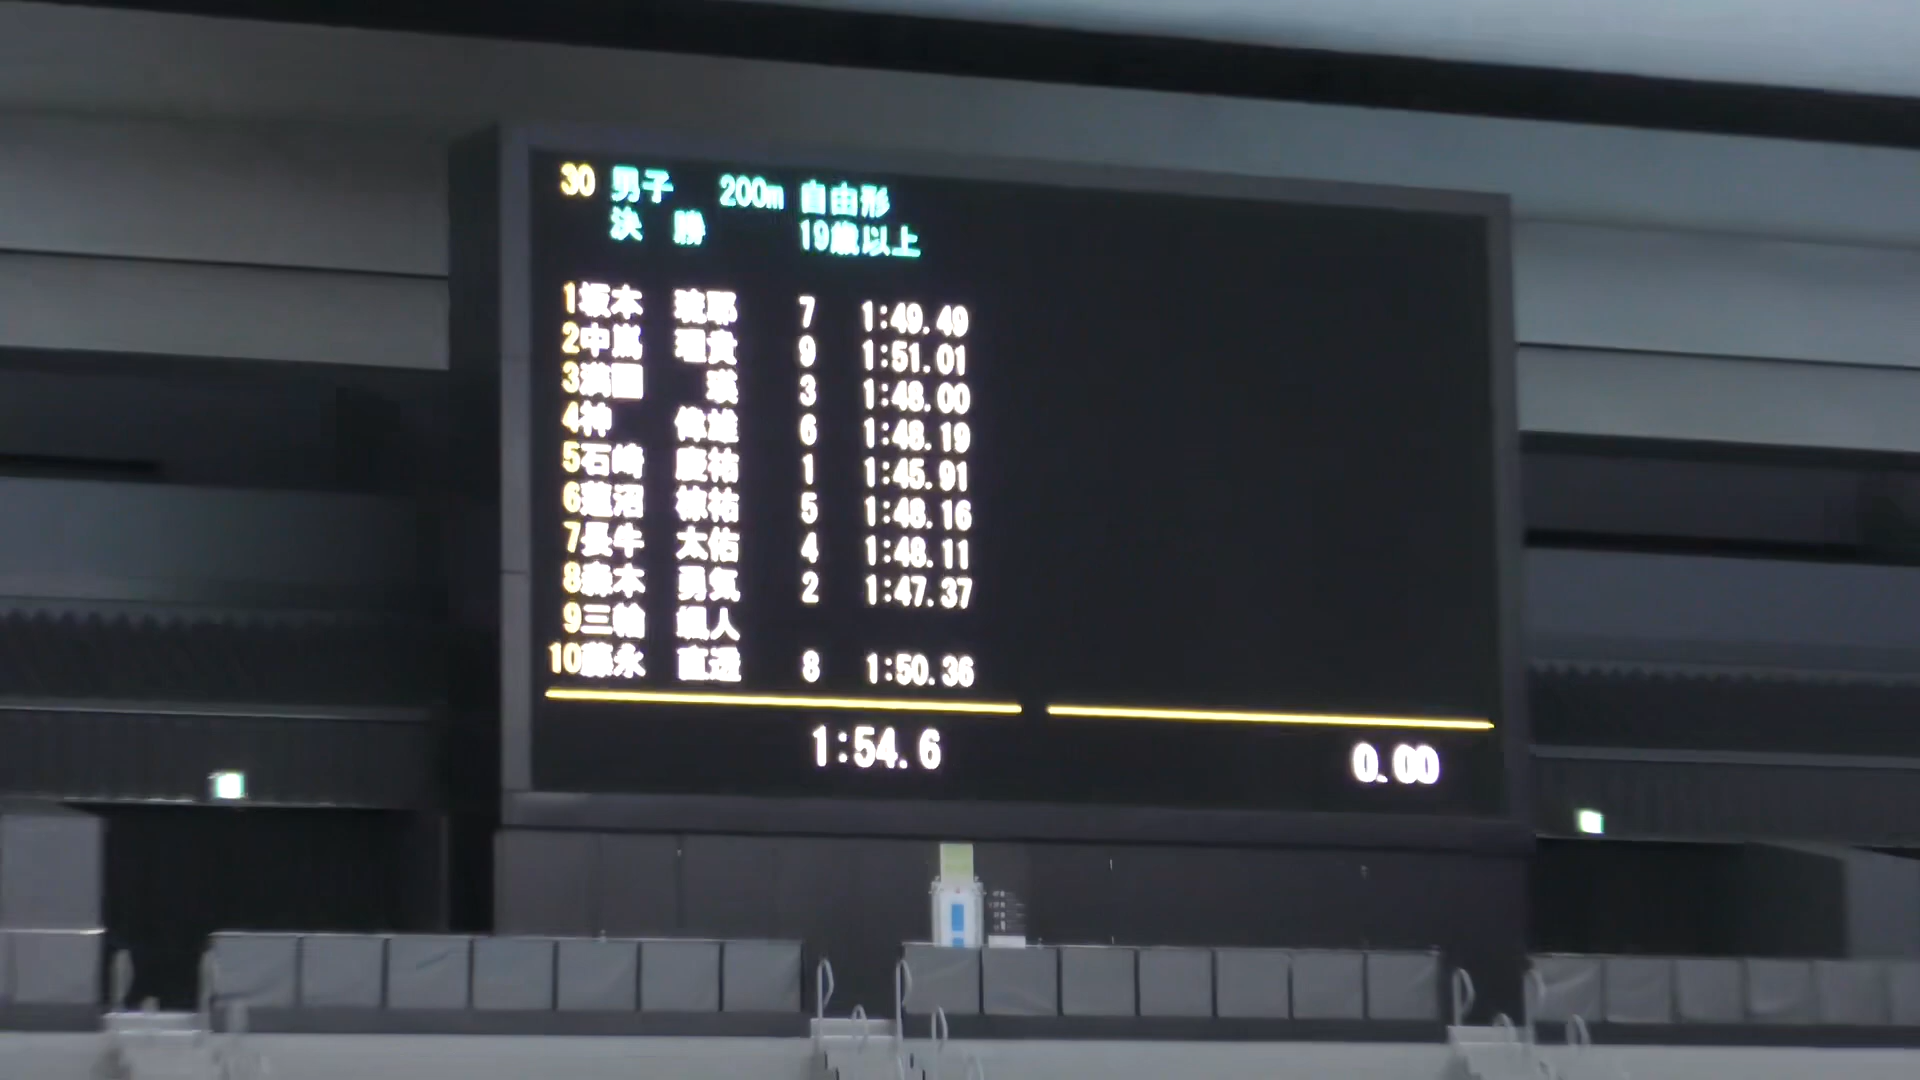 30 男子 200m 自由形
決 勝 19歳以上
1坂本 琉耶 7 1:49.49
2中嶌 理貴 9 1:51.01
3満園 瑛 3 1:48.00
4神 倖雄 6 1:48.19
5石崎 慶祐 1 1:45.91
6蓮沼 椋祐 5 1:48.16
7長牛 太佑 4 1:48.11
8森本 勇気 2 1:47.37
9三輪 颯人
10藤永 直透 8 1:50.36
1:54.6 0.00